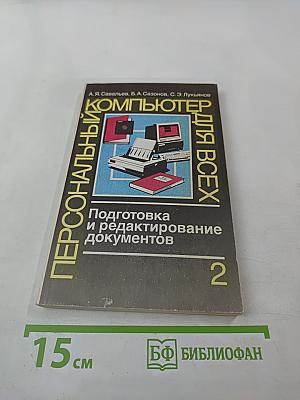 А.Я.Савельев, Б.А.Сазонов, С.Э.Лукьянов
ПЕРСОНАЛЬНЫЙ
КОМПЬЮТЕР
ДЛЯ ВСЕХ
Подготовка
и редактирование
документов
2
15 см
БФ БИБЛИОФАН